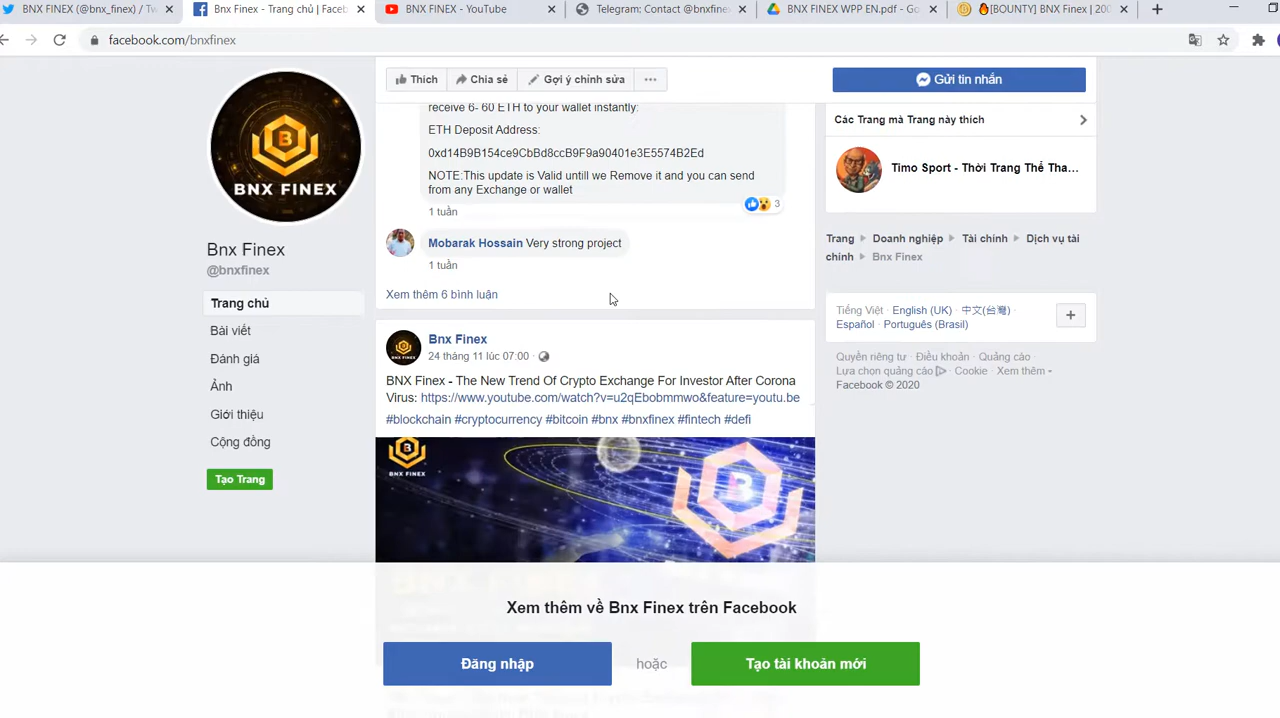 BNX FINEX (@bnx_finex) / Tw
Bnx Finex - Trang chủ | Faceb
BNX FINEX - YouTube
Telegram: Contact @bnxfinex
BNX FINEX WPP EN.pdf - Go
🔥[BOUNTY] BNX Finex | 200
facebook.com/bnxfinex
Thích
Chia sẻ
Gợi ý chỉnh sửa
Gửi tin nhắn
B
BNX FINEX
Bnx Finex
@bnxfinex
Trang chủ
Bài viết
Đánh giá
Ảnh
Giới thiệu
Cộng đồng
Tạo Trang
receive 6- 60 ETH to your wallet instantly:
ETH Deposit Address:
0xd14B9B154ce9CbBd8ccB9F9a90401e3E5574B2Ed
NOTE:This update is Valid untill we Remove it and you can send
from any Exchange or wallet
3
1 tuần
Mobarak Hossain Very strong project
1 tuần
Xem thêm 6 bình luận
Bnx Finex
24 tháng 11 lúc 07:00
BNX Finex - The New Trend Of Crypto Exchange For Investor After Corona
Virus: https://www.youtube.com/watch?v=u2qEbobmmwo&feature=youtu.be
#blockchain #cryptocurrency #bitcoin #bnx #bnxfinex #fintech #defi
B
BNX FINEX
B
Các Trang mà Trang này thích
Timo Sport - Thời Trang Thể Tha...
Trang Doanh nghiệp Tài chính Dịch vụ tài
chính Bnx Finex
Tiếng Việt · English (UK) · 中文(台灣) ·
Español · Português (Brasil)
Quyền riêng tư · Điều khoản · Quảng cáo ·
Lựa chọn quảng cáo · Cookie · Xem thêm
Facebook © 2020
Xem thêm về Bnx Finex trên Facebook
Đăng nhập
hoặc
Tạo tài khoản mới